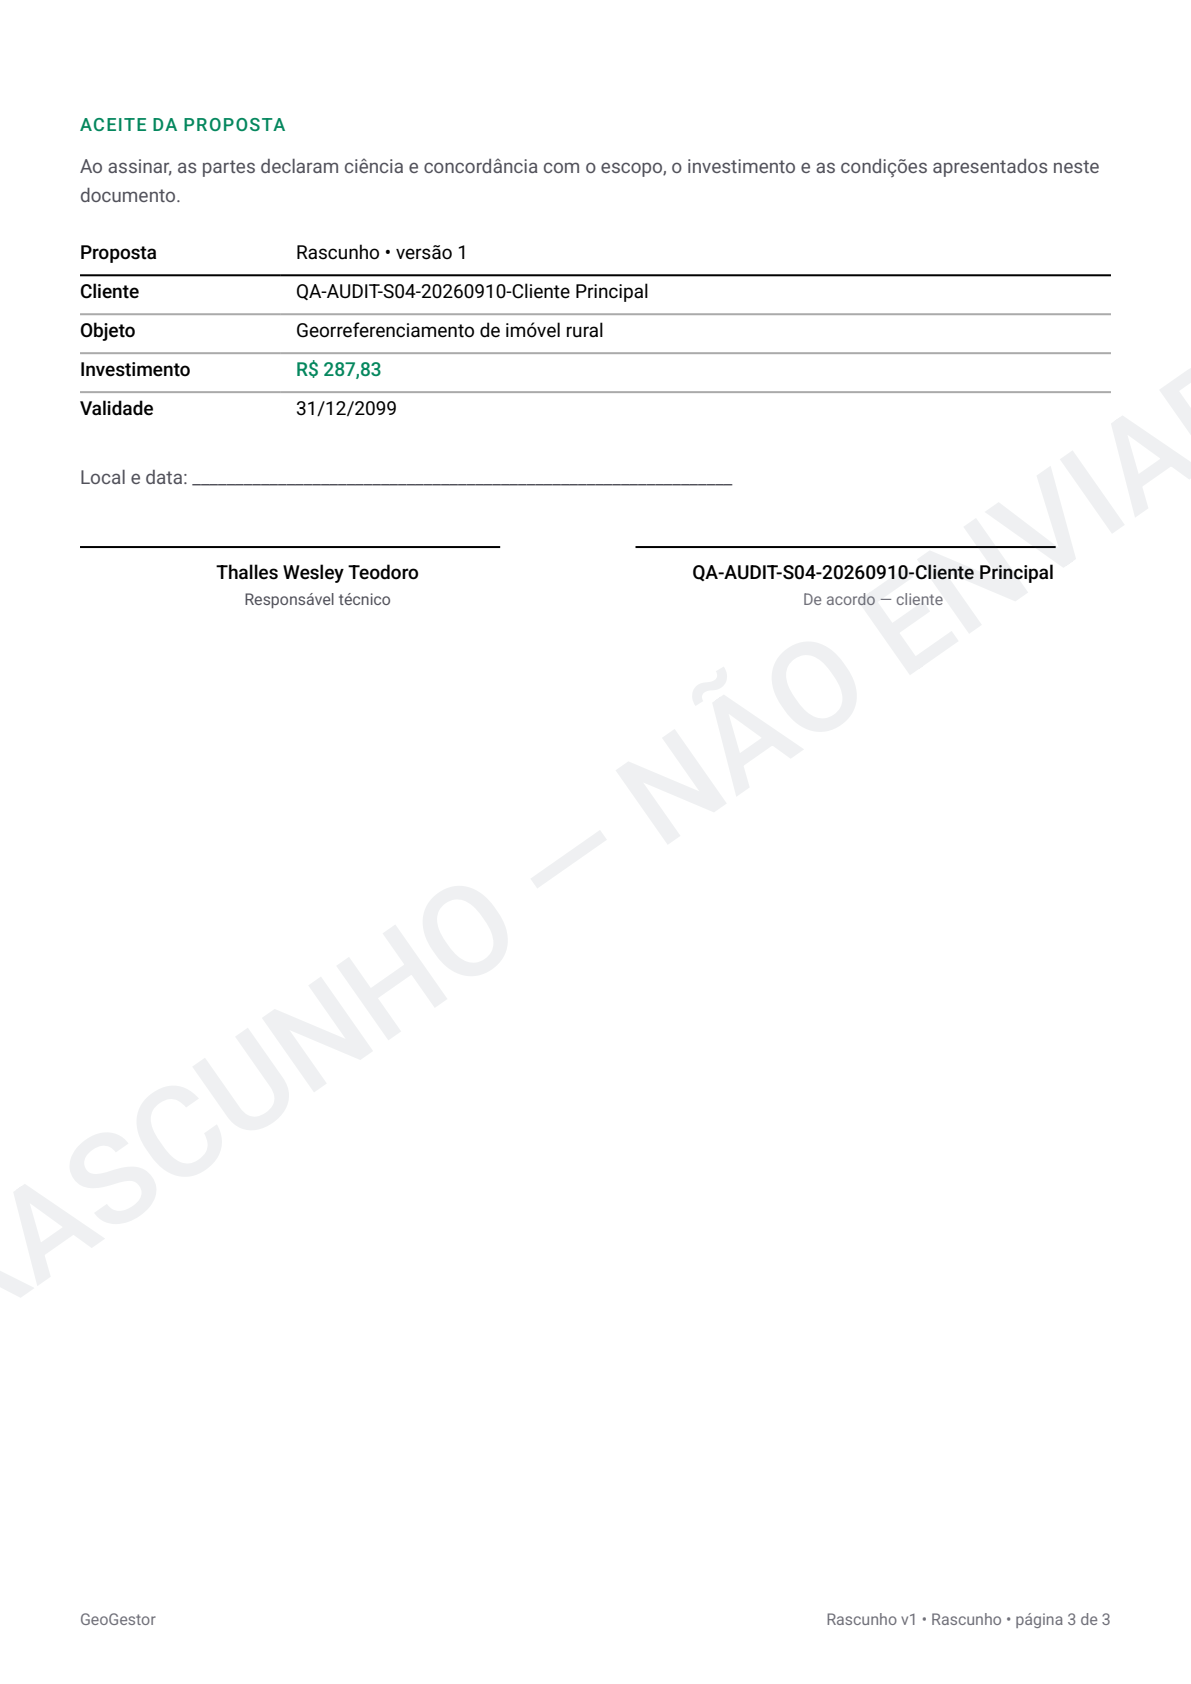 ACEITE DA PROPOSTA
Ao assinar, as partes declaram ciência e concordância com o escopo, o investimento e as condições apresentados neste
documento.
Proposta Rascunho • versão 1
Cliente QA-AUDIT-S04-20260910-Cliente Principal
Objeto Georreferenciamento de imóvel rural
Investimento R$ 287,83
Validade 31/12/2099
Local e data: ______________________________________________________
Thalles Wesley Teodoro QA-AUDIT-S04-20260910-Cliente Principal
Responsável técnico De acordo — cliente
RASCUNHO — NÃO ENVIAR
GeoGestor Rascunho v1 • Rascunho • página 3 de 3